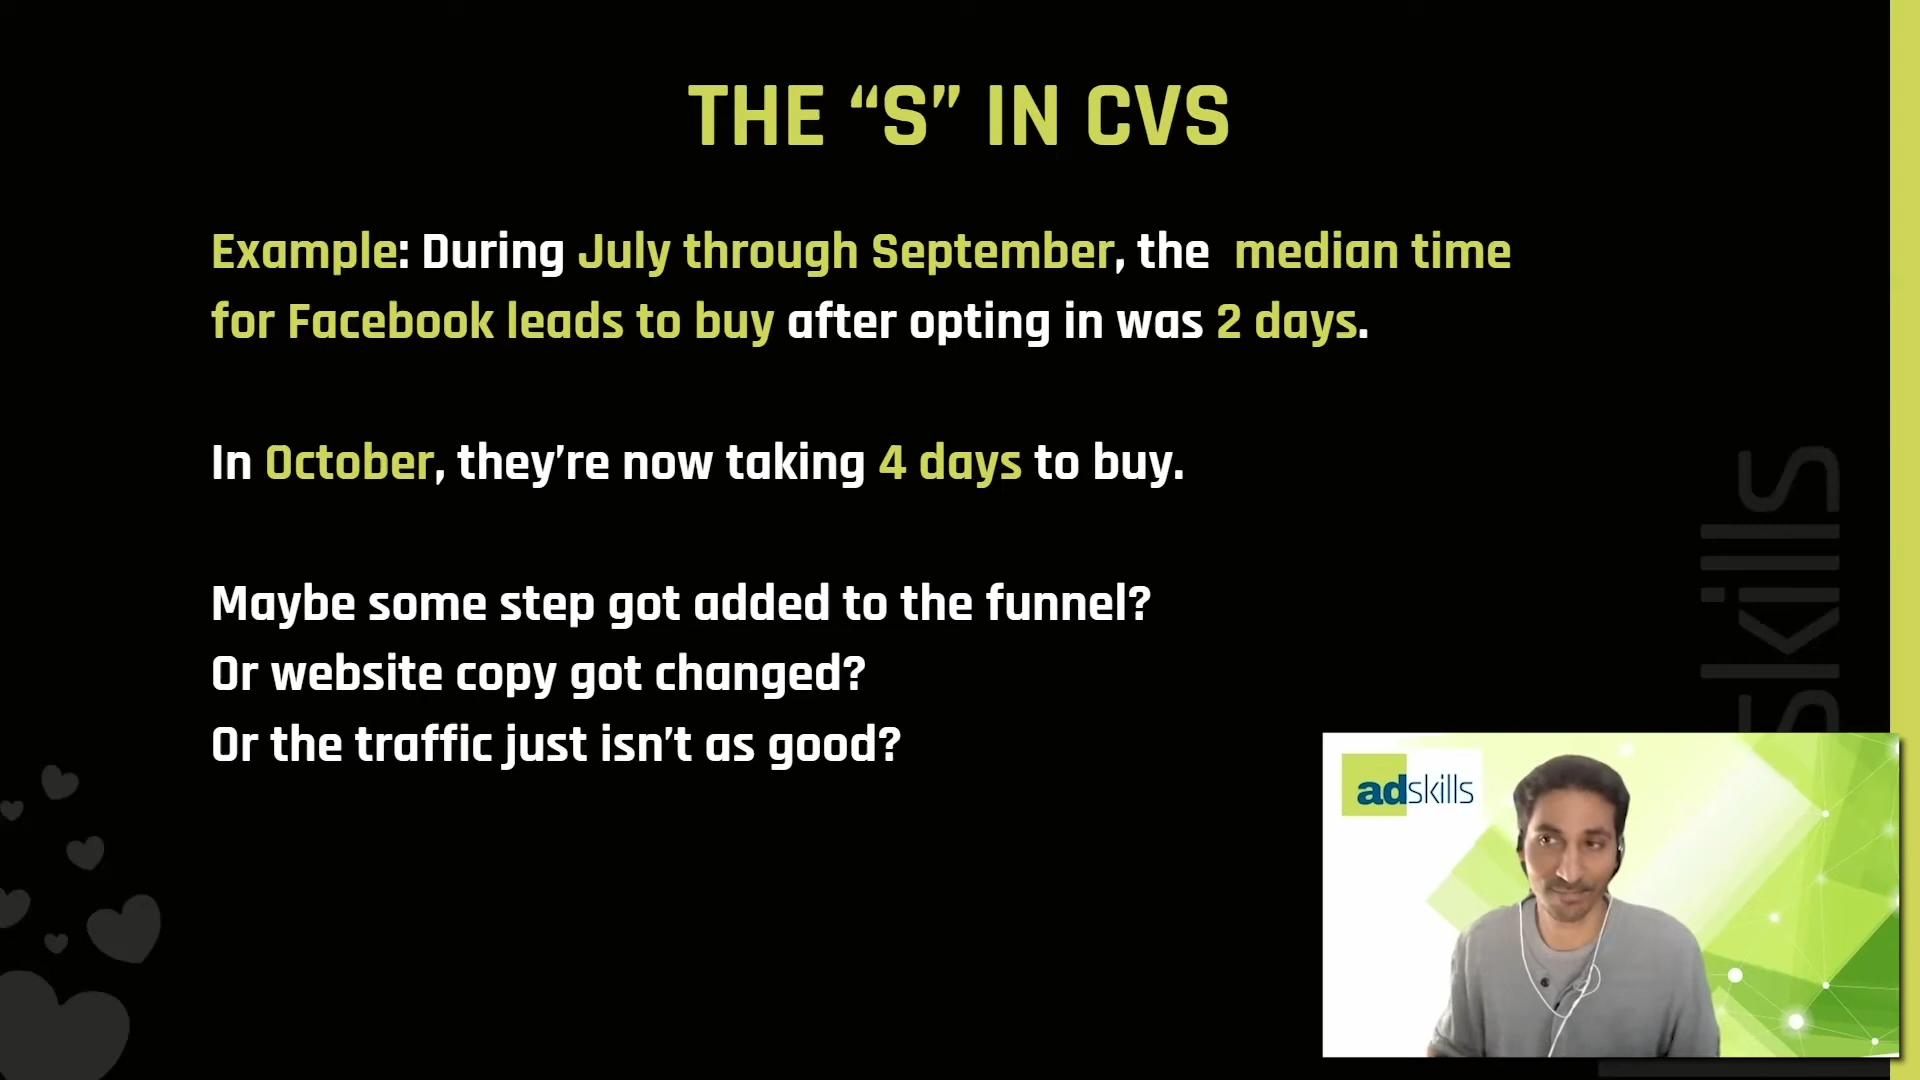 THE “S” IN CVS
Example: During July through September, the median time
for Facebook leads to buy after opting in was 2 days.
In October, they’re now taking 4 days to buy.
Maybe some step got added to the funnel?
Or website copy got changed?
Or the traffic just isn’t as good?
skills
adskills